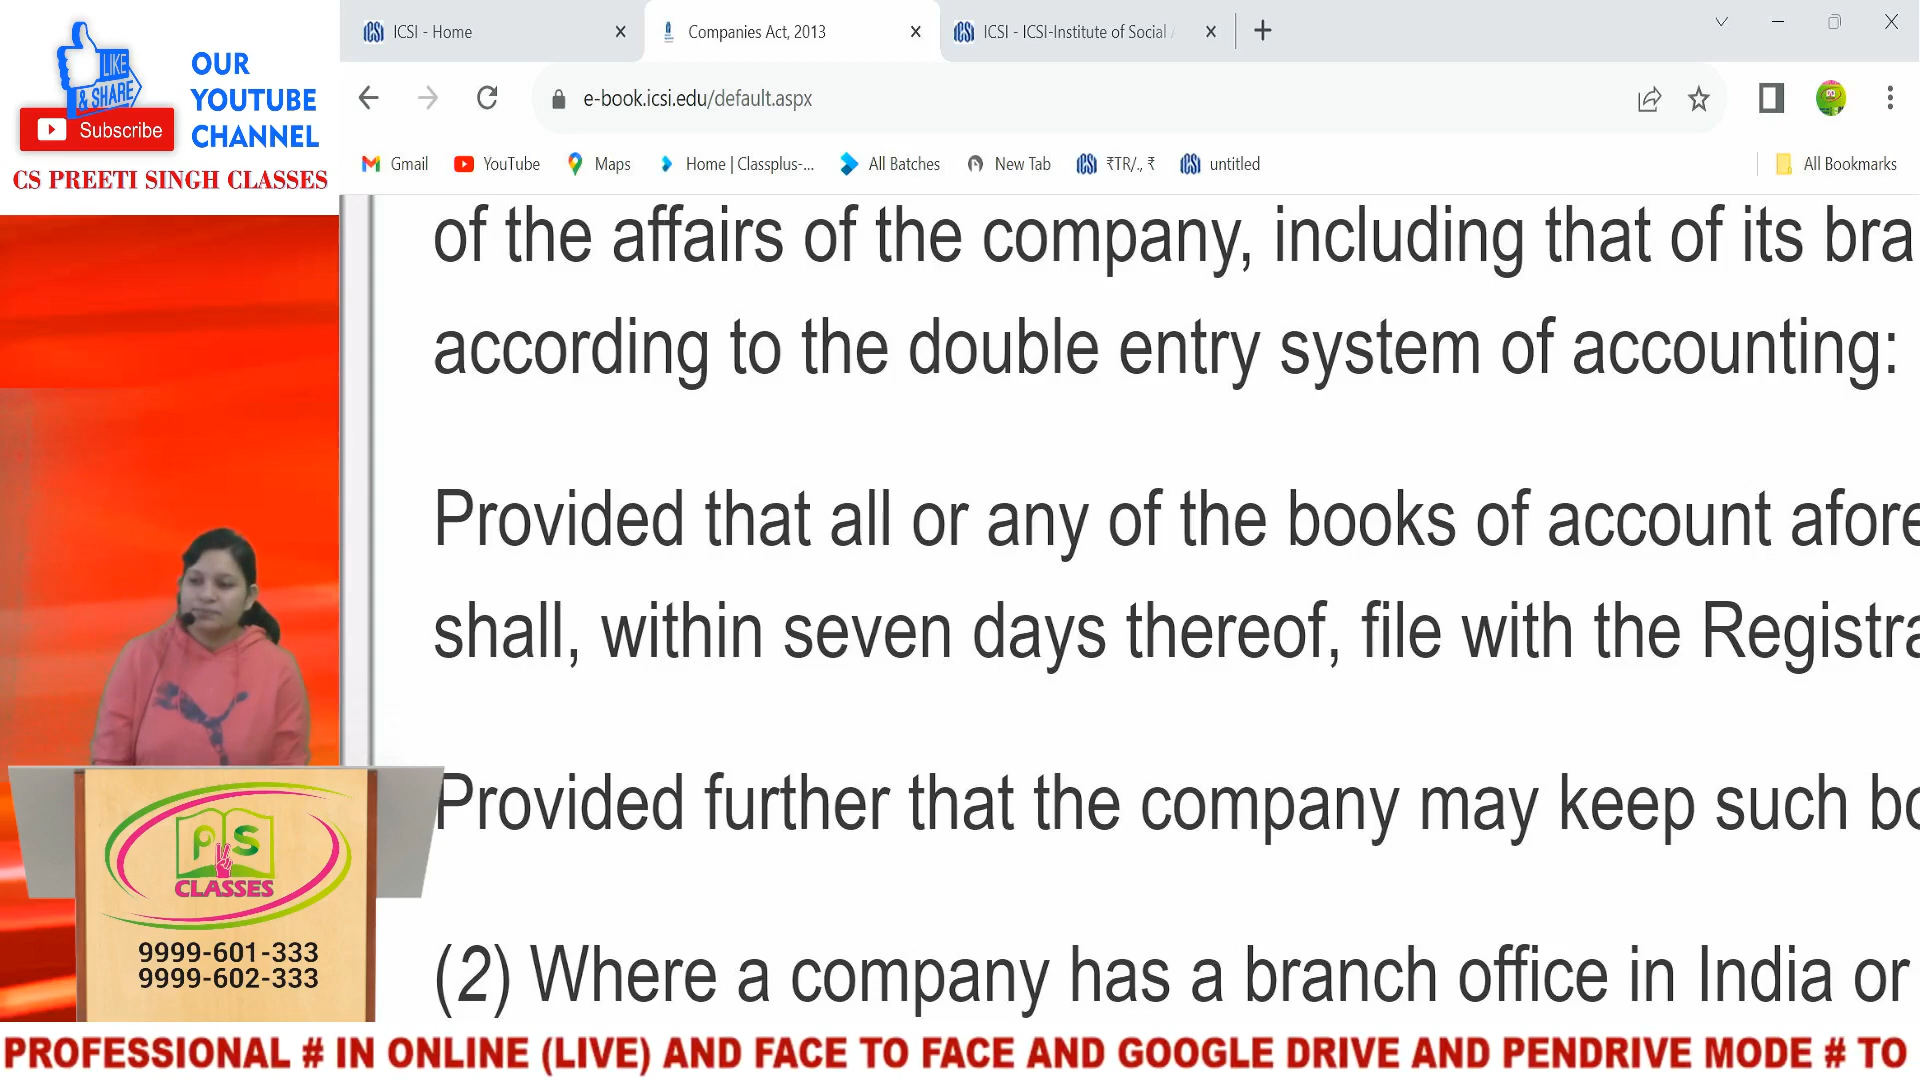 LIKE
& SHARE
Subscribe
OUR
YOUTUBE
CHANNEL
CS PREETI SINGH CLASSES
ICSI - Home
Companies Act, 2013
ICSI - ICSI-Institute of Social
e-book.icsi.edu/default.aspx
Gmail
YouTube
Maps
Home | Classplus-...
All Batches
New Tab
₹TR/., ₹
untitled
All Bookmarks
of the affairs of the company, including that of its bra
according to the double entry system of accounting:
Provided that all or any of the books of account afore
shall, within seven days thereof, file with the Registra
Provided further that the company may keep such bo
(2) Where a company has a branch office in India or
P S
CLASSES
9999-601-333
9999-602-333
PROFESSIONAL # IN ONLINE (LIVE) AND FACE TO FACE AND GOOGLE DRIVE AND PENDRIVE MODE # TO